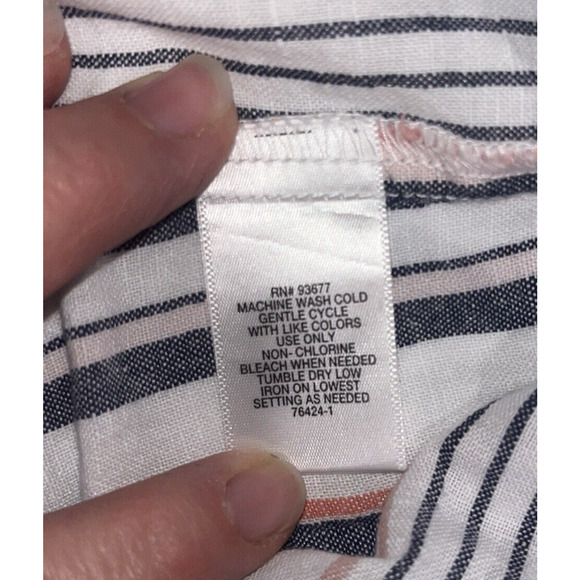 RN# 93677
MACHINE WASH COLD
GENTLE CYCLE
WITH LIKE COLORS
USE ONLY
NON- CHLORINE
BLEACH WHEN NEEDED
TUMBLE DRY LOW
IRON ON LOWEST
SETTING AS NEEDED
76424-1